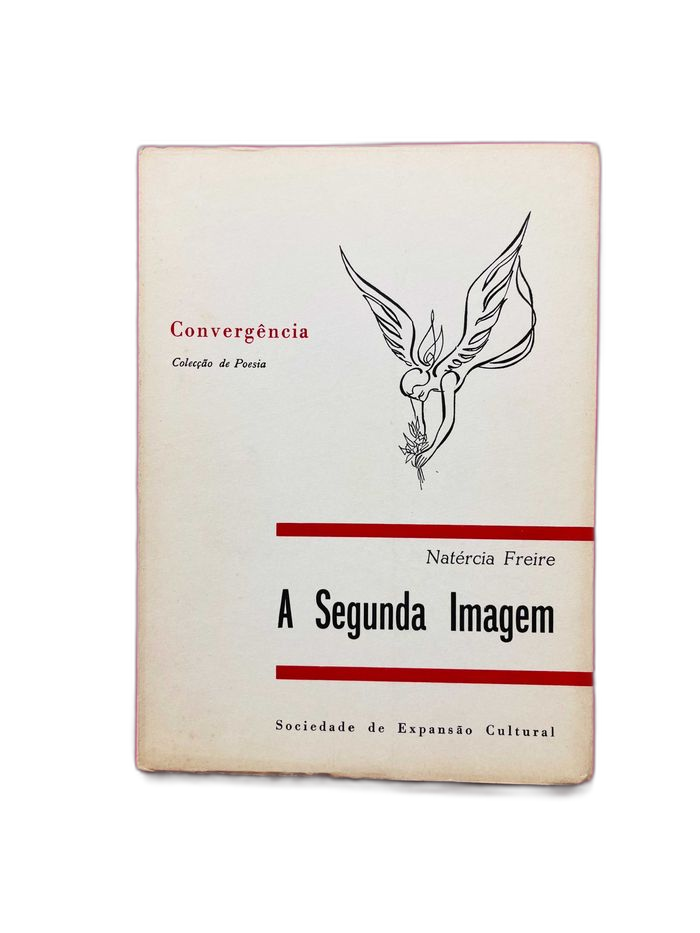 Convergência
Colecção de Poesia
Natércia Freire
A Segunda Imagem
Sociedade de Expansão Cultural